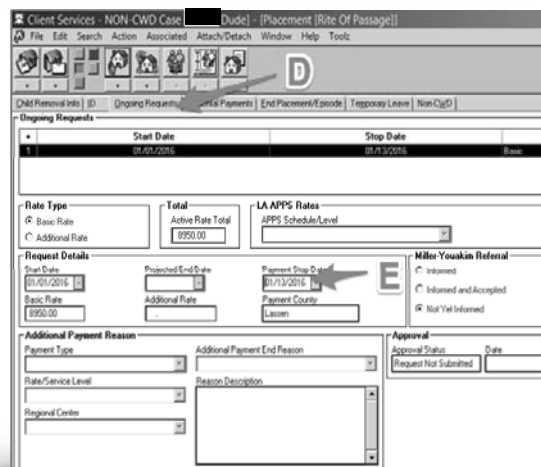 Client Services - NON-CWD Case Dude] - [Placement [Rite Of Passage]]
File Edit Search Action Associated Attach/Detach Window Help Toolz
D
Child Removal Info ID Ongoing Requests Payments End Placement/Episode Temporary Leave Non-CWD
Ongoing Requests
Start Date Stop Date
1 01/01/2016 01/13/2016 Basic
Rate Type Total LA APPS Rates
Basic Rate Active Rate Total APPS Schedule/Level
Additional Rate 8950.00
Request Details Miller-Youakim Referral
Start Date Projected End Date Payment Stop Date E Informed
01/01/2016 01/13/2016
Basic Rate Additional Rate Payment County Informed and Accepted
8950.00 . Lassen Not Yet Informed
Additional Payment Reason Approval
Payment Type Additional Payment End Reason Approval Status Date
Request Not Submitted
Rate/Service Level Reason Description
Regional Center